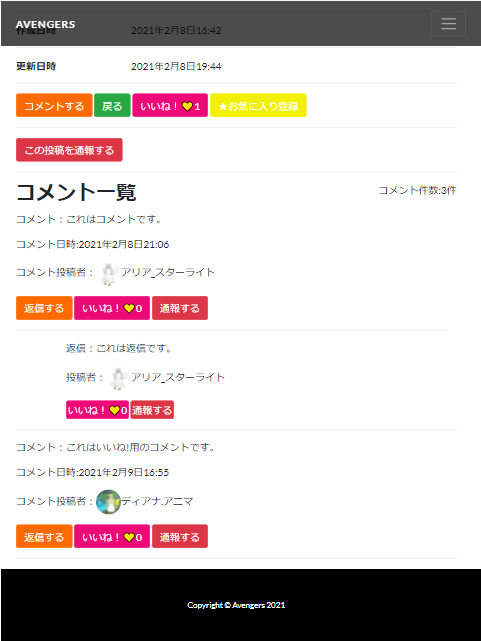 AVENGERS
作成日時 2021年2月8日16:42
更新日時 2021年2月8日19:44
コメントする 戻る いいね！💛1 ★お気に入り登録
この投稿を通報する
コメント一覧 コメント件数:3件
コメント：これはコメントです。
コメント日時:2021年2月8日21:06
コメント投稿者： アリア_スターライト
返信する いいね！💛0 通報する
返信：これは返信です。
投稿者： アリア_スターライト
いいね！💛0 通報する
コメント：これはいいね!用のコメントです。
コメント日時:2021年2月9日16:55
コメント投稿者： ディアナ.アニマ
返信する いいね！💛0 通報する
Copyright © Avengers 2021